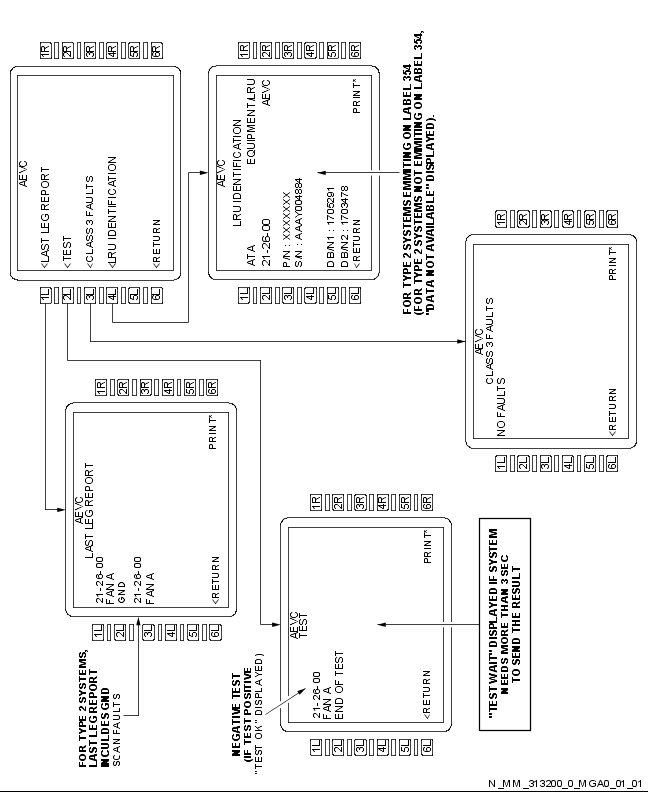 AEVC
<LAST LEG REPORT
<TEST
<CLASS 3 FAULTS
<LRU IDENTIFICATION
<RETURN
1L
2L
3L
4L
5L
6L
1R
2R
3R
4R
5R
6R
AEVC
LRU IDENTIFICATION
ATA EQUIPMENT/LRU
21-26-00 AEVC
P/N : XXXXXXX
S/N : AAAY004884
DB/N1 : 1705291
DB/N2 : 1703478
<RETURN PRINT*
1L
2L
3L
4L
5L
6L
1R
2R
3R
4R
5R
6R
FOR TYPE 2 SYSTEMS EMMITING ON LABEL 354
(FOR TYPE 2 SYSTEMS NOT EMMITING ON LABEL 354,
"DATA NOT AVAILABLE" DISPLAYED).
AEVC
LAST LEG REPORT
21-26-00
FAN A
GND
21-26-00
FAN A
<RETURN PRINT*
1L
2L
3L
4L
5L
6L
1R
2R
3R
4R
5R
6R
FOR TYPE 2 SYSTEMS,
LAST LEG REPORT
INCULDES GND
SCAN FAULTS
AEVC
CLASS 3 FAULTS
NO FAULTS
<RETURN PRINT*
1L
2L
3L
4L
5L
6L
1R
2R
3R
4R
5R
6R
AEVC
TEST
21-26-00
FAN A
END OF TEST
<RETURN PRINT*
1L
2L
3L
4L
5L
6L
1R
2R
3R
4R
5R
6R
NEGATIVE TEST
(IF TEST POSITIVE
"TEST OK" DISPLAYED)
"TEST WAIT" DISPLAYED IF SYSTEM
NEEDS MORE THAN 3 SEC
TO SEND THE RESULT
N_MM_313200_0_MGA0_01_01